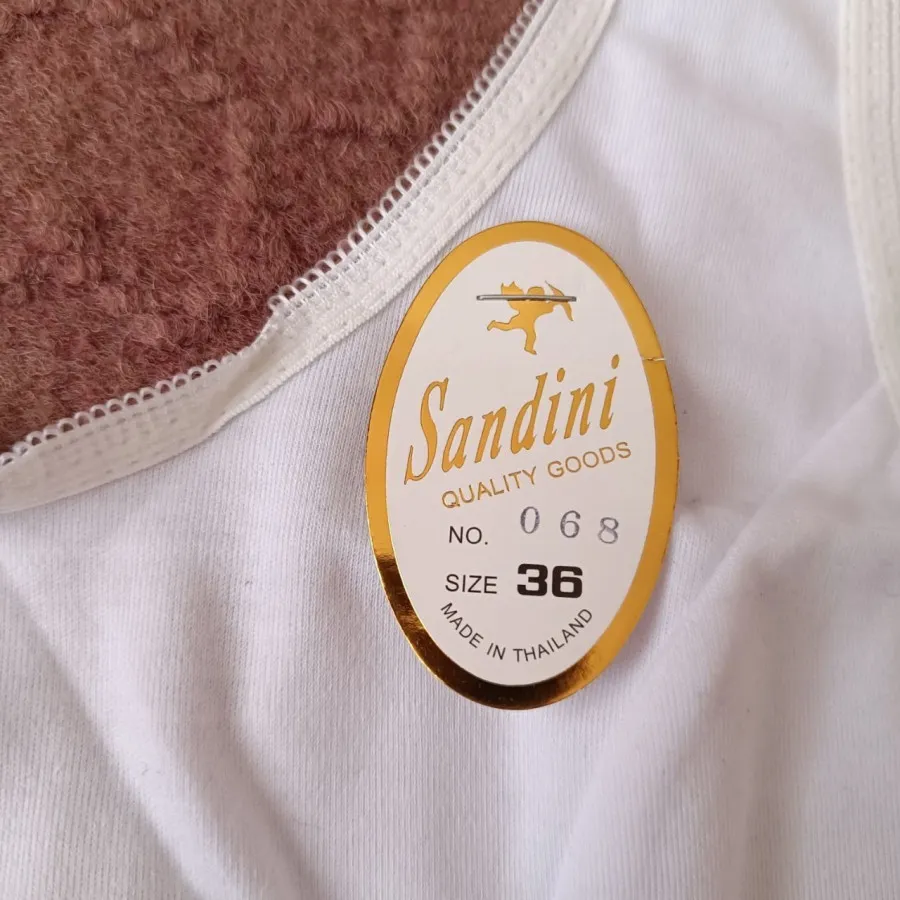 Sandini
QUALITY GOODS
NO. 068
SIZE 36
MADE IN THAILAND